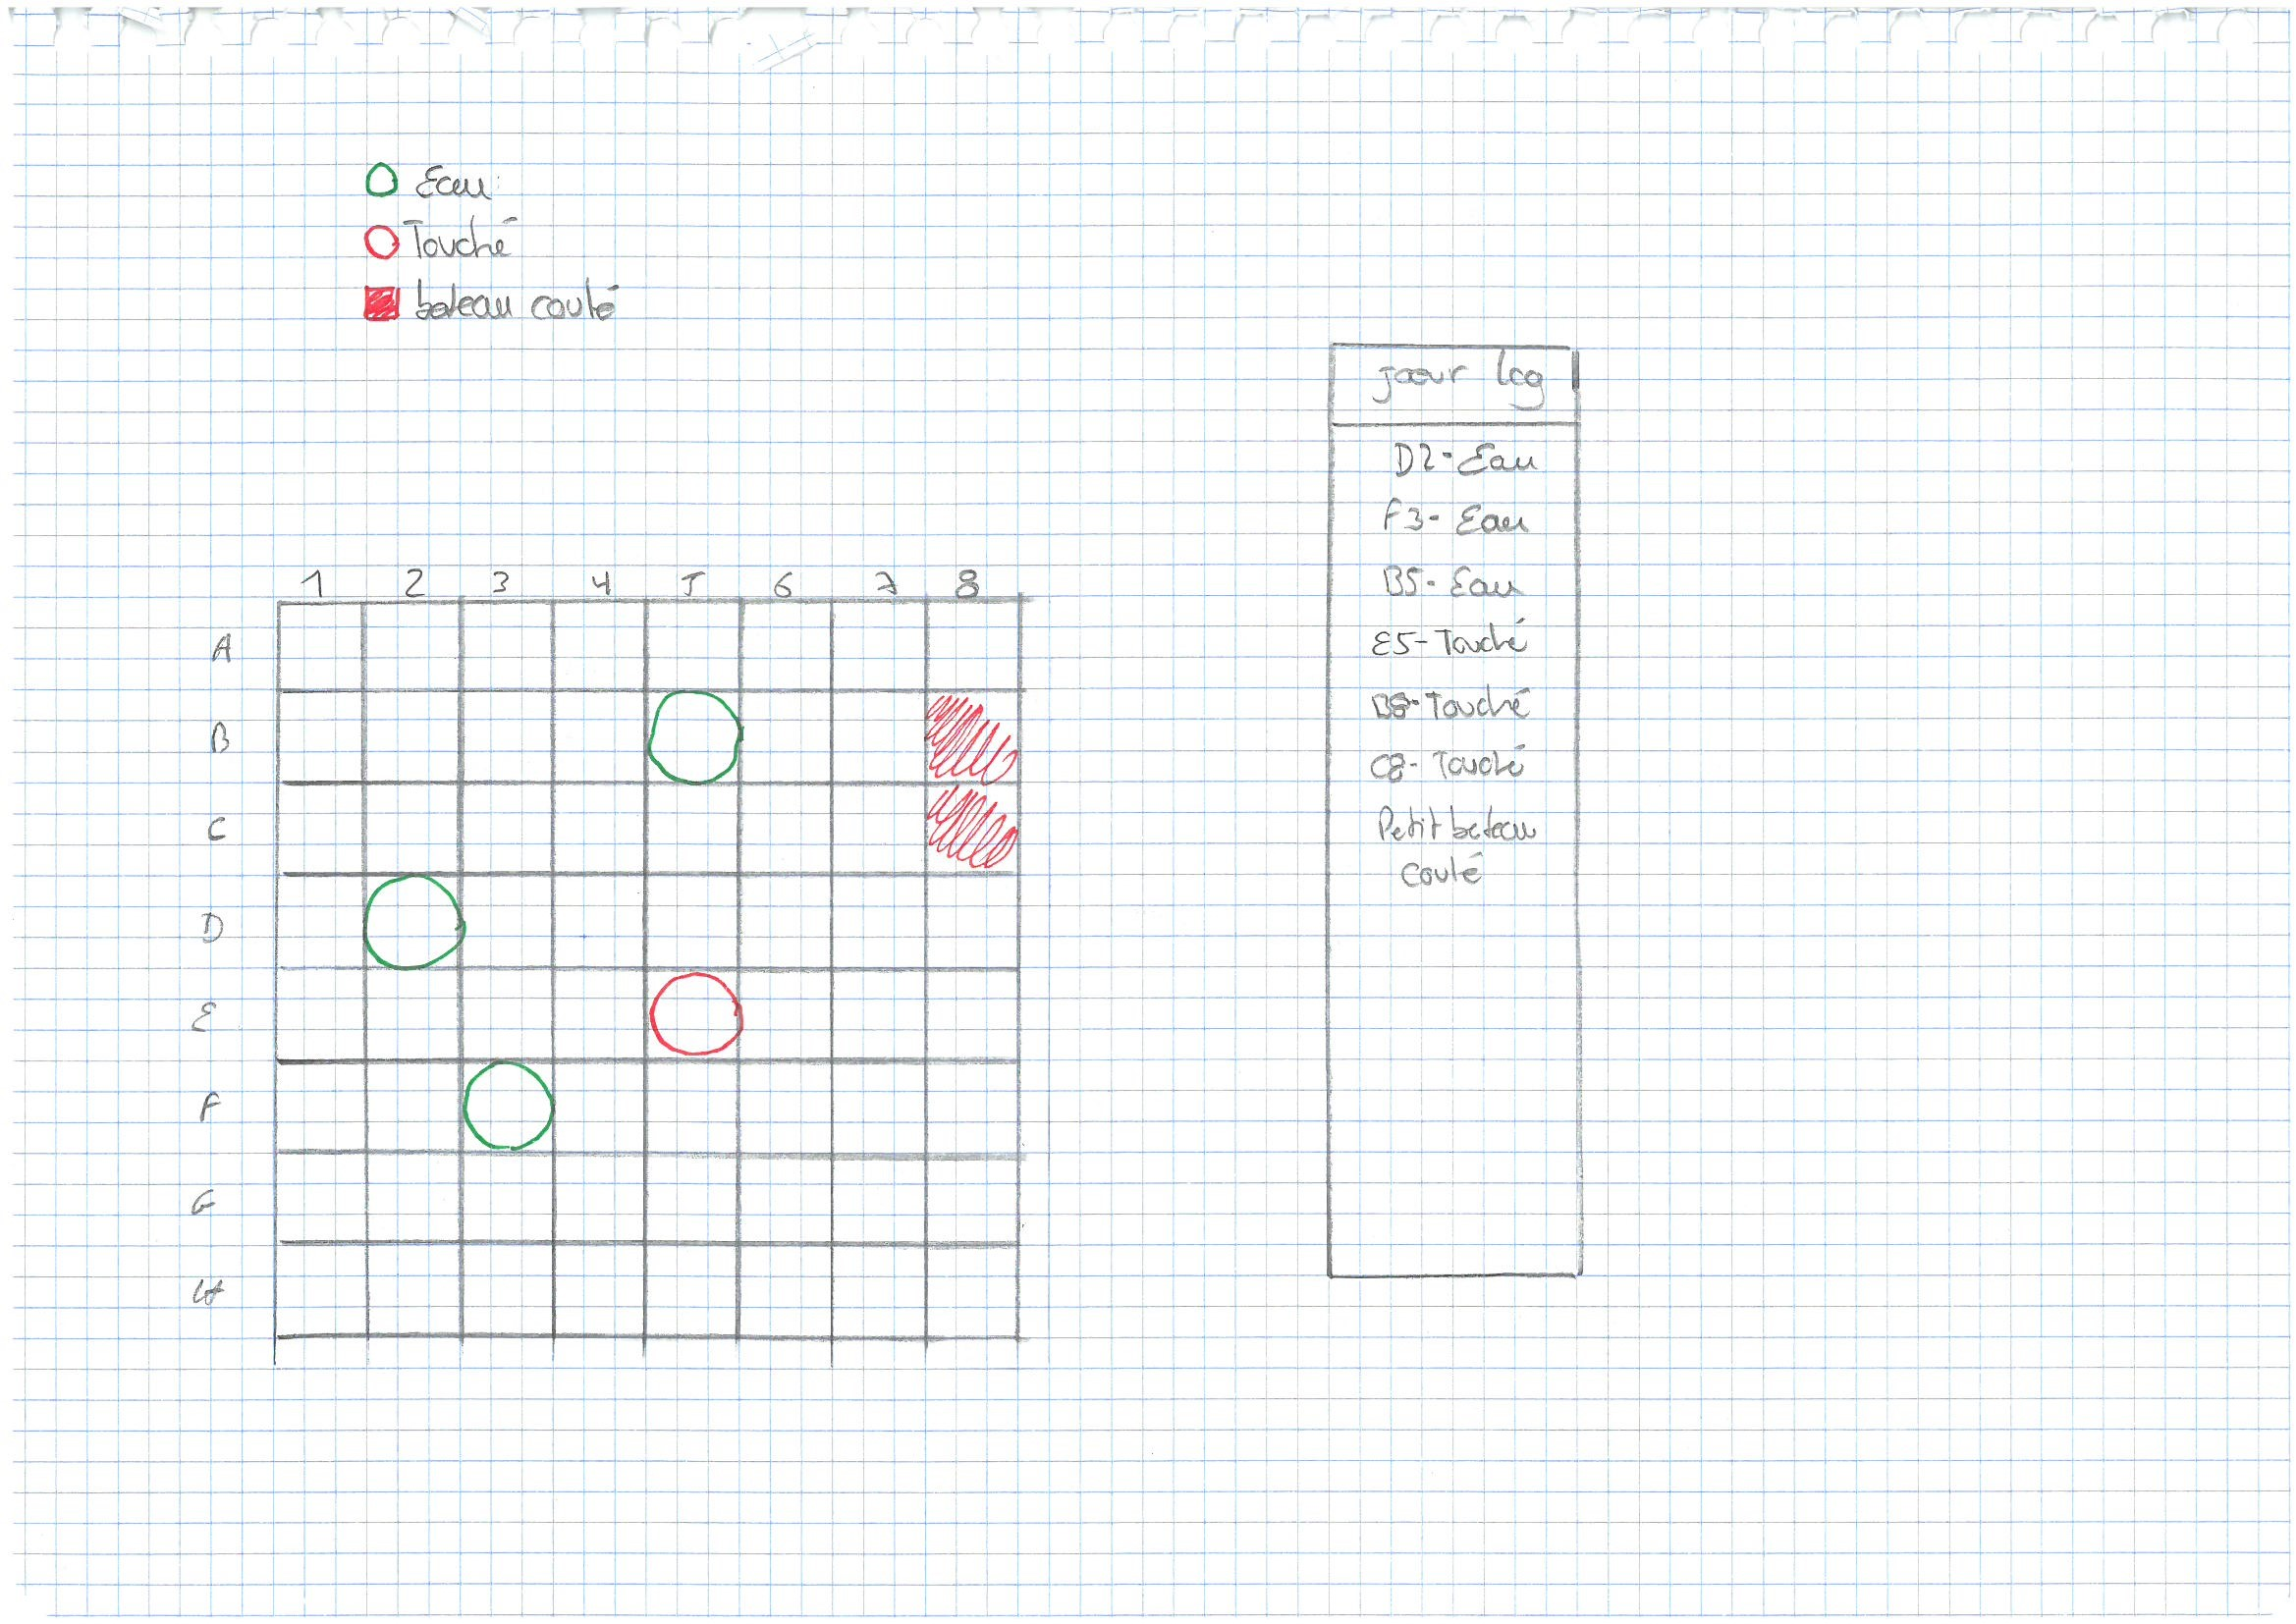 Eau
Touché
bateau coulé
joeur log
D2-Eau
F3-Eau
B5-Eau
E5-Touché
B8-Touché
C8-Touché
Petit bateau
coulé
1 2 3 4 5 6 7 8
A
B
C
D
E
F
G
H